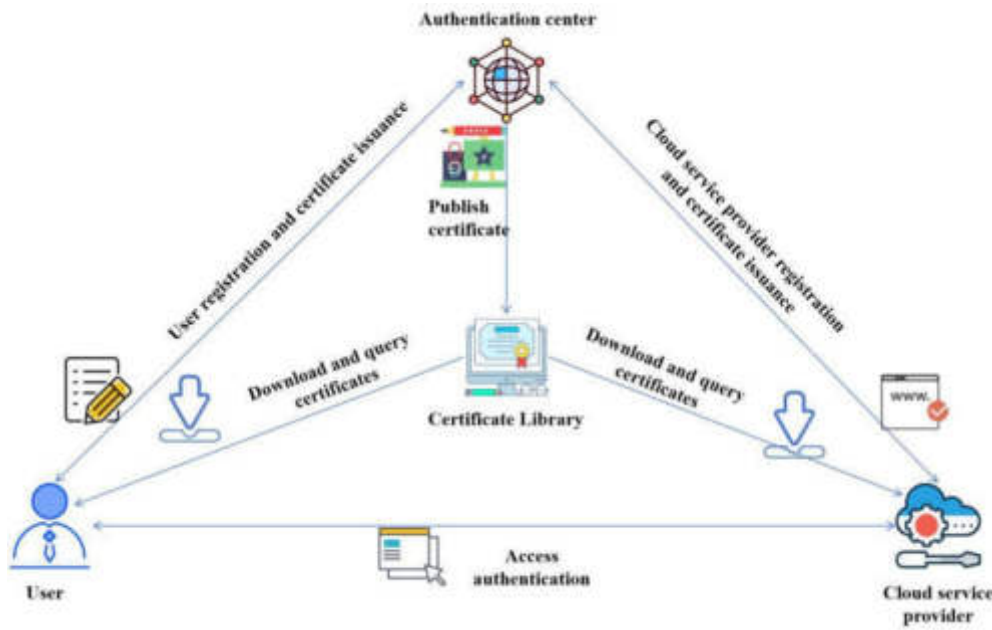 Authentication center
User registration and certificate issuance
Cloud service provider registration
and certificate issuance
Publish
certificate
Download and query
certificates
Download and query
certificates
Certificate Library
www.
Access
authentication
User
Cloud service
provider